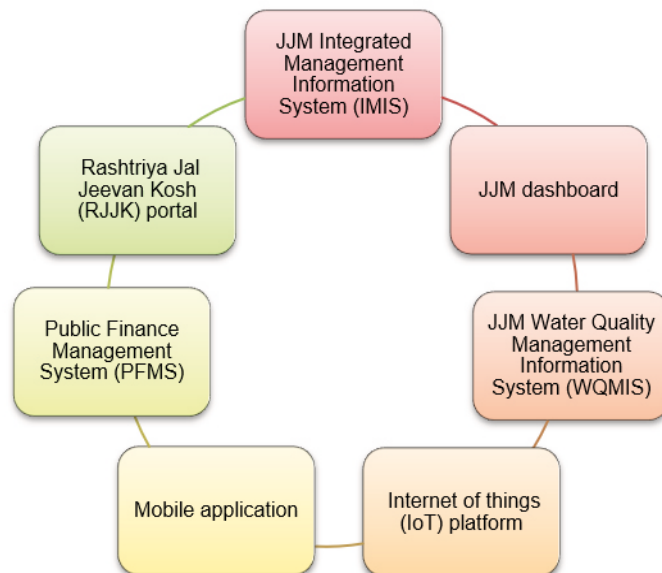 JJM Integrated
Management
Information
System (IMIS)
JJM dashboard
JJM Water Quality
Management
Information
System (WQMIS)
Internet of things
(IoT) platform
Mobile application
Public Finance
Management
System (PFMS)
Rashtriya Jal
Jeevan Kosh
(RJJK) portal